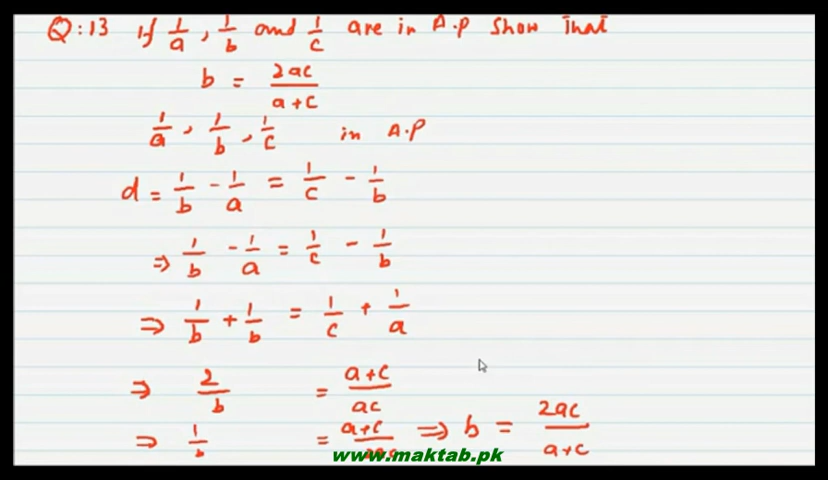 Q:13 If 1/a, 1/b and 1/c are in A.P show that
b = 2ac/a+c
1/a, 1/b, 1/c in A.P
d = 1/b - 1/a = 1/c - 1/b
⇒ 1/b - 1/a = 1/c - 1/b
⇒ 1/b + 1/b = 1/c + 1/a
⇒ 2/b = a+c/ac
⇒ 1/b = a+c/2ac ⇒ b = 2ac/a+c
www.maktab.pk